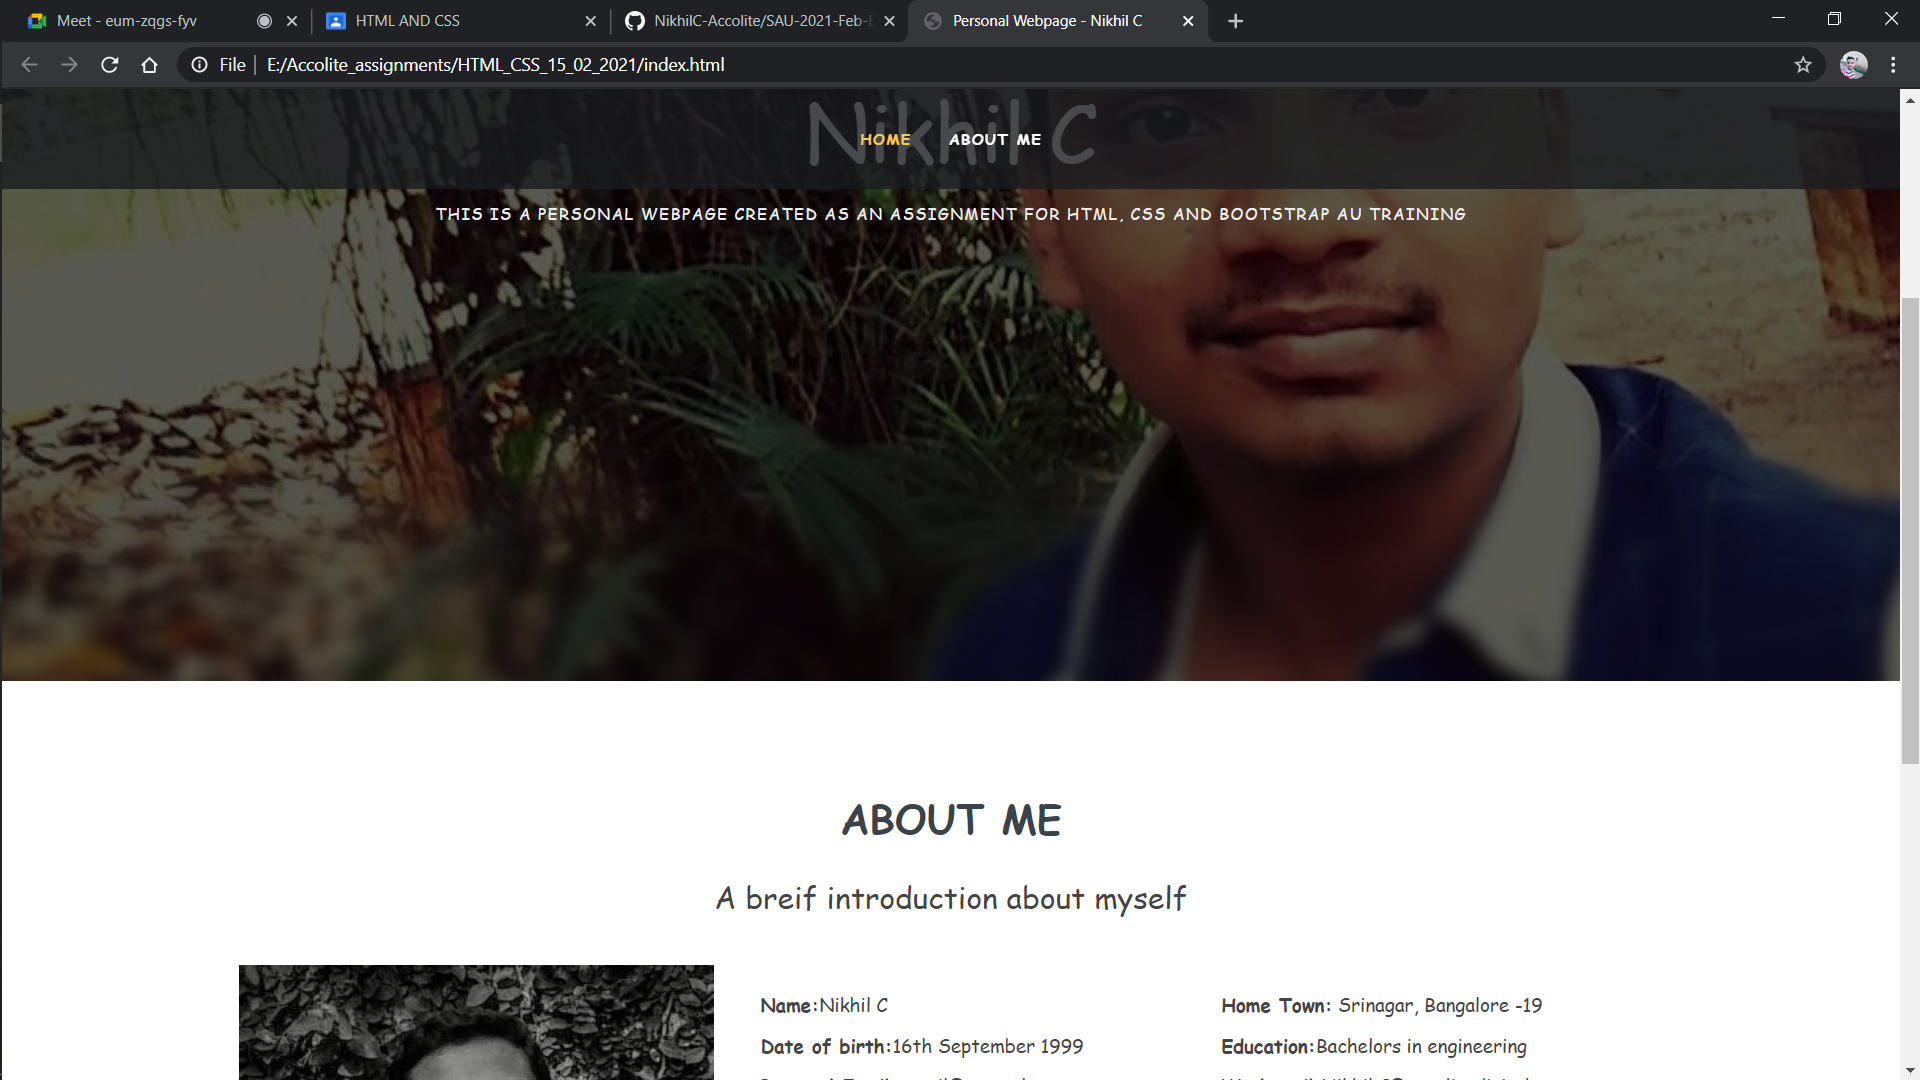 Meet - eum-zqgs-fyv
HTML AND CSS
NikhilC-Accolite/SAU-2021-Feb-
Personal Webpage - Nikhil C
File
E:/Accolite_assignments/HTML_CSS_15_02_2021/index.html
Nikhil C
HOME ABOUT ME
THIS IS A PERSONAL WEBPAGE CREATED AS AN ASSIGNMENT FOR HTML, CSS AND BOOTSTRAP AU TRAINING
ABOUT ME
A breif introduction about myself
Name:Nikhil C
Home Town: Srinagar, Bangalore -19
Date of birth:16th September 1999
Education:Bachelors in engineering